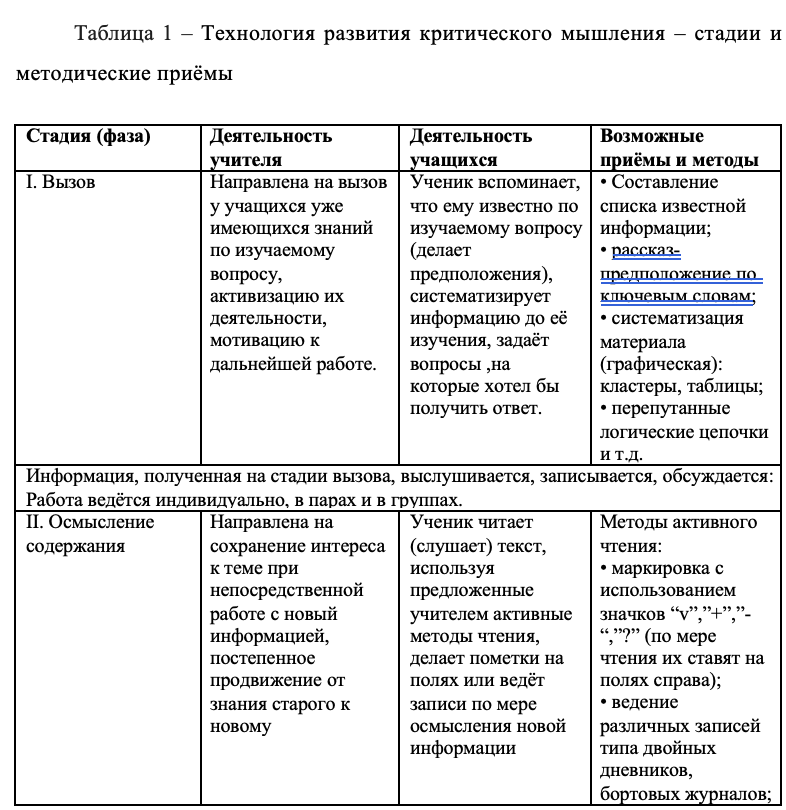 Таблица 1 – Технология развития критического мышления – стадии и
методические приёмы
Стадия (фаза)
Деятельность
учителя
Деятельность
учащихся
Возможные
приёмы и методы
I. Вызов
Направлена на вызов
у учащихся уже
имеющихся знаний
по изучаемому
вопросу,
активизацию их
деятельности,
мотивацию к
дальнейшей работе.
Ученик вспоминает,
что ему известно по
изучаемому вопросу
(делает
предположения),
систематизирует
информацию до её
изучения, задаёт
вопросы ,на
которые хотел бы
получить ответ.
• Составление
списка известной
информации;
• рассказ-
предположение по
ключевым словам;
• систематизация
материала
(графическая):
кластеры, таблицы;
• перепутанные
логические цепочки
и т.д.
Информация, полученная на стадии вызова, выслушивается, записывается, обсуждается:
Работа ведётся индивидуально, в парах и в группах.
II. Осмысление
содержания
Направлена на
сохранение интереса
к теме при
непосредственной
работе с новый
информацией,
постепенное
продвижение от
знания старого к
новому
Ученик читает
(слушает) текст,
используя
предложенные
учителем активные
методы чтения,
делает пометки на
полях или ведёт
записи по мере
осмысления новой
информации
Методы активного
чтения:
• маркировка с
использованием
значков “v”,”+”,”-
“,”?” (по мере
чтения их ставят на
полях справа);
• ведение
различных записей
типа двойных
дневников,
бортовых журналов;